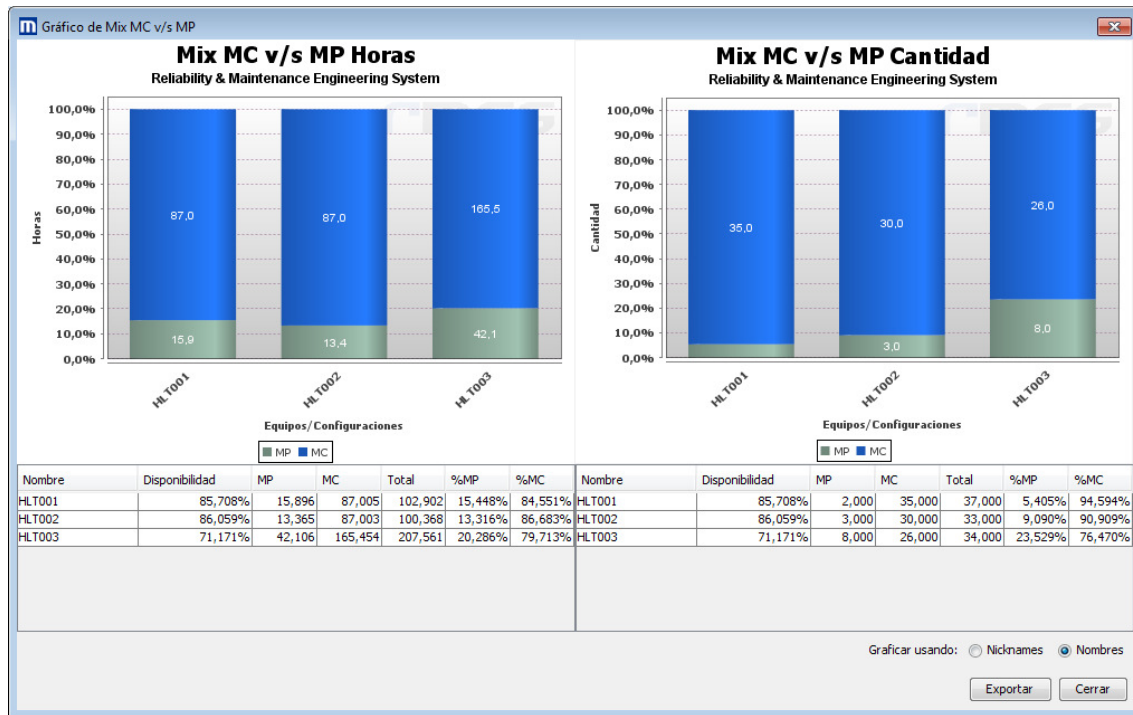 Gráfico de Mix MC v/s MP
Mix MC v/s MP Horas
Reliability & Maintenance Engineering System
100,0%
90,0%
80,0%
70,0%
60,0%
50,0%
40,0%
30,0%
20,0%
10,0%
0,0%
Horas
87,0
87,0
165,5
15,9
13,4
42,1
HLT001
HLT002
HLT003
Equipos/Configuraciones
MP MC
Mix MC v/s MP Cantidad
Reliability & Maintenance Engineering System
100,0%
90,0%
80,0%
70,0%
60,0%
50,0%
40,0%
30,0%
20,0%
10,0%
0,0%
Cantidad
35,0
30,0
26,0
3,0
8,0
HLT001
HLT002
HLT003
Equipos/Configuraciones
MP MC
Nombre Disponibilidad MP MC Total %MP %MC
HLT001 85,708% 15,896 87,005 102,902 15,448% 84,551%
HLT002 86,059% 13,365 87,003 100,368 13,316% 86,683%
HLT003 71,171% 42,106 165,454 207,561 20,286% 79,713%
Nombre Disponibilidad MP MC Total %MP %MC
HLT001 85,708% 2,000 35,000 37,000 5,405% 94,594%
HLT002 86,059% 3,000 30,000 33,000 9,090% 90,909%
HLT003 71,171% 8,000 26,000 34,000 23,529% 76,470%
Graficar usando: Nicknames Nombres
Exportar Cerrar